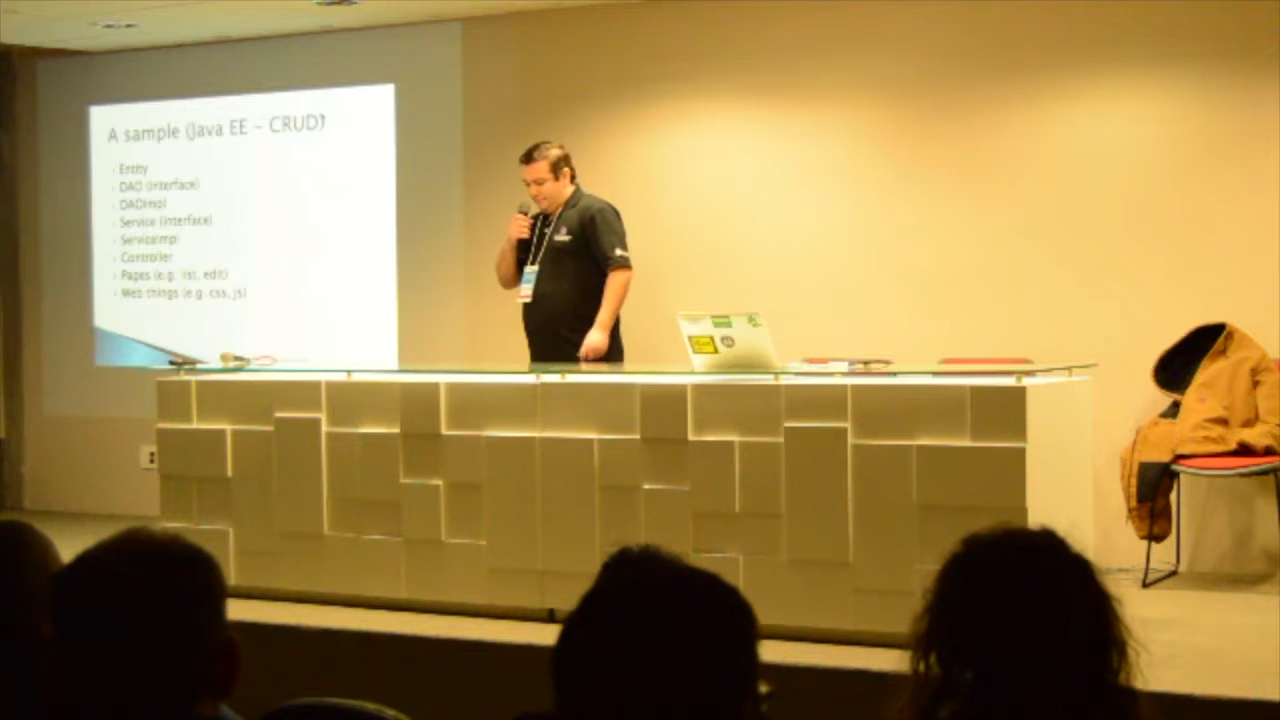 A sample (Java EE – CRUD)
Entity
DAO (interface)
DAOImpl
Service (interface)
ServiceImpl
Controller
Pages (e.g. list, edit)
Web things (e.g. css, js)